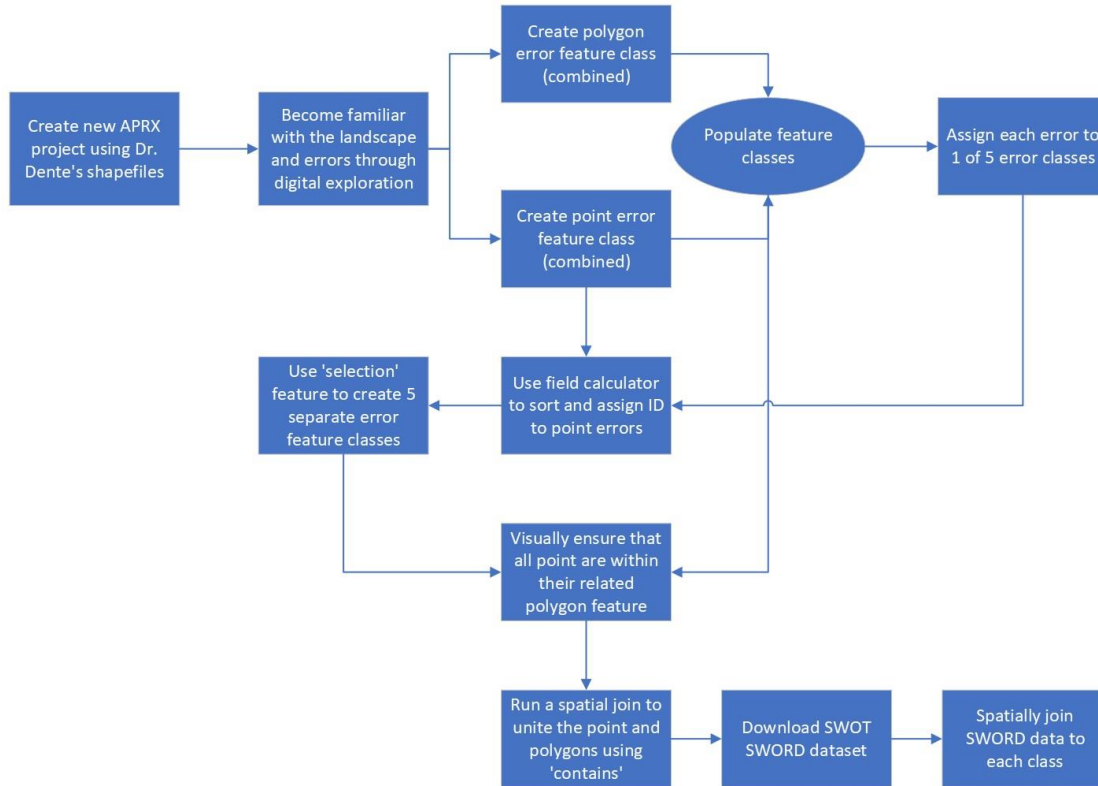 Create new APRX
project using Dr.
Dente's shapefiles
Become familiar
with the landscape
and errors through
digital exploration
Create polygon
error feature class
(combined)
Create point error
feature class
(combined)
Populate feature
classes
Assign each error to
1 of 5 error classes
Use field calculator
to sort and assign ID
to point errors
Use 'selection'
feature to create 5
separate error
feature classes
Visually ensure that
all point are within
their related
polygon feature
Run a spatial join to
unite the point and
polygons using
'contains'
Download SWOT
SWORD dataset
Spatially join
SWORD data to
each class